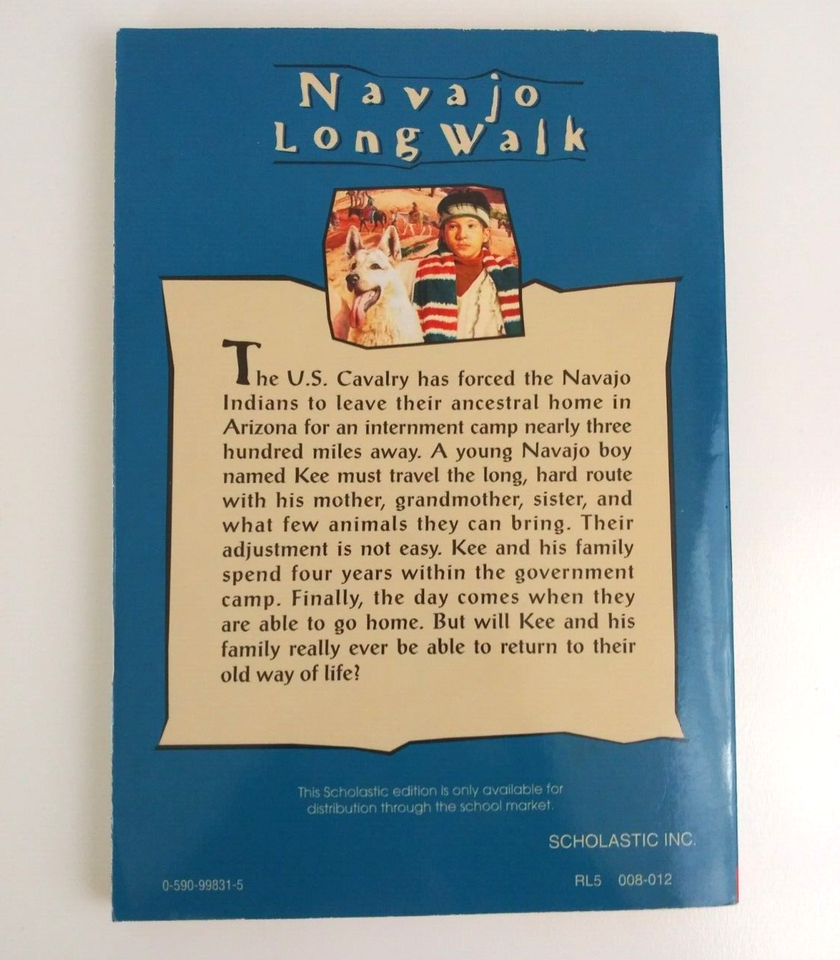 Navajo
Long Walk
The U.S. Cavalry has forced the Navajo
Indians to leave their ancestral home in
Arizona for an internment camp nearly three
hundred miles away. A young Navajo boy
named Kee must travel the long, hard route
with his mother, grandmother, sister, and
what few animals they can bring. Their
adjustment is not easy. Kee and his family
spend four years within the government
camp. Finally, the day comes when they
are able to go home. But will Kee and his
family really ever be able to return to their
old way of life?
This Scholastic edition is only available for
distribution through the school market.
SCHOLASTIC INC.
0-590-99831-5
RL5 008-012